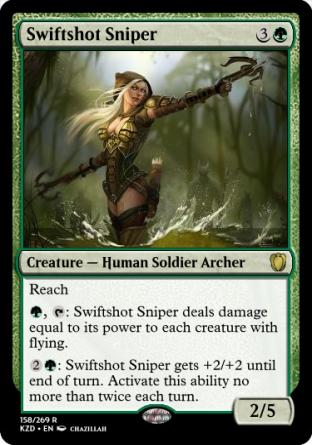 Swiftshot Sniper 3
Creature — Human Soldier Archer
Reach
, : Swiftshot Sniper deals damage
equal to its power to each creature with
flying.
2 : Swiftshot Sniper gets +2/+2 until
end of turn. Activate this ability no
more than twice each turn.
158/269 R
KZD • EN CHAZILLAH
2/5